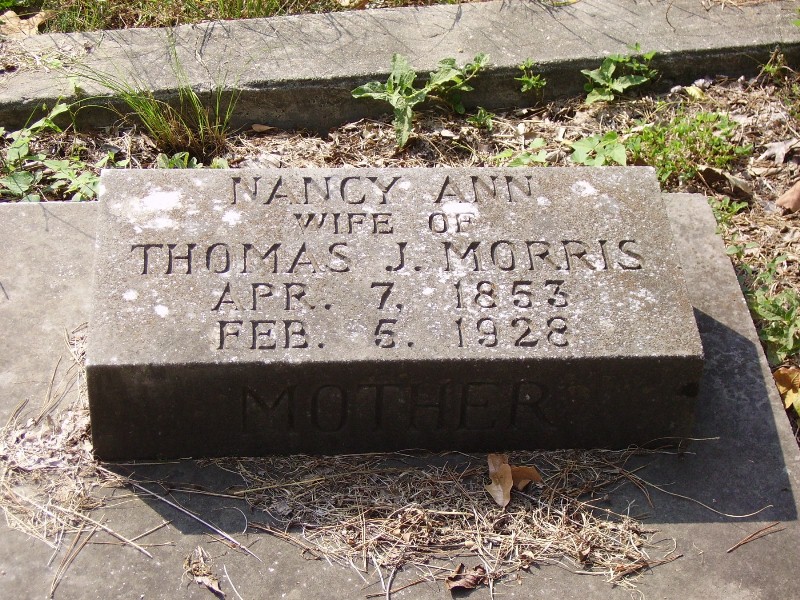 NANCY ANN
WIFE OF
THOMAS J. MORRIS
APR. 7, 1853
FEB. 5. 1928
MOTHER